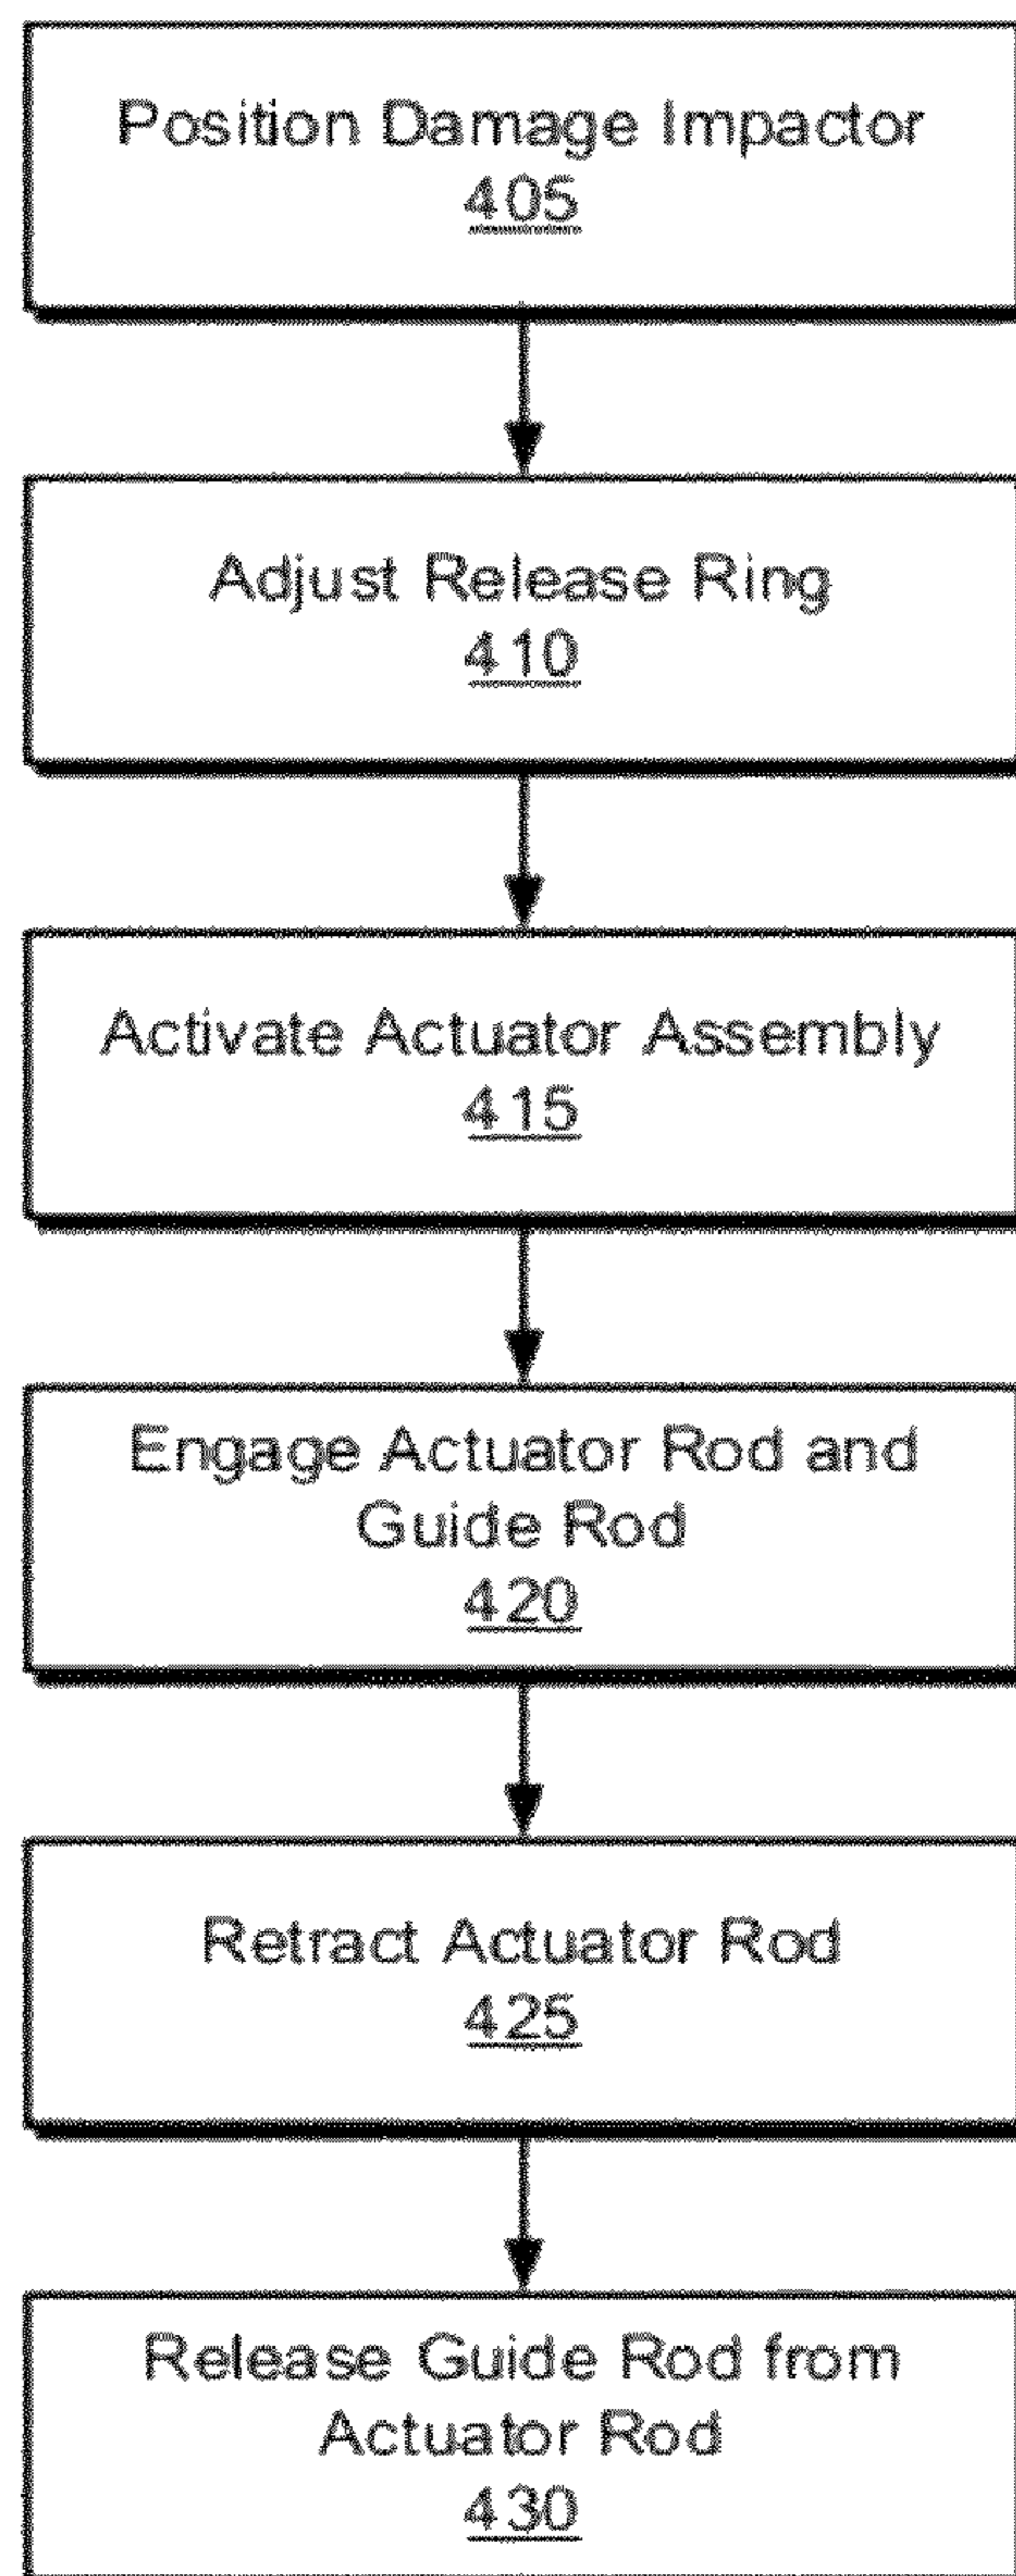 Position Damage Impactor
405
Adjust Release Ring
410
Activate Actuator Assembly
415
Engage Actuator Rod and
Guide Rod
420
Retract Actuator Rod
425
Release Guide Rod from
Actuator Rod
430